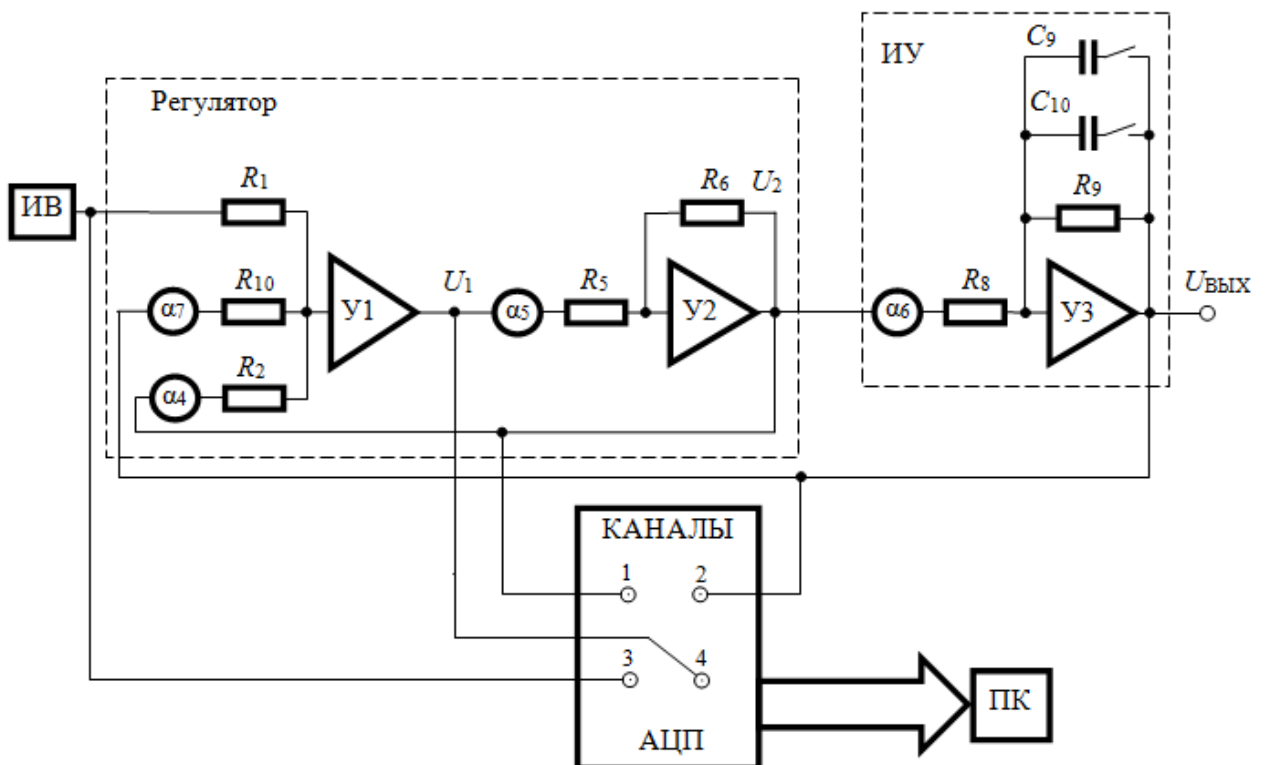 C9
ИУ
Регулятор
C10
R1
R6
U2
R9
ИВ
U1
R10
R5
R8
UВЫХ
α7
У1
α5
У2
α6
У3
R2
α4
КАНАЛЫ
1 2
3 4
ПК
АЦП